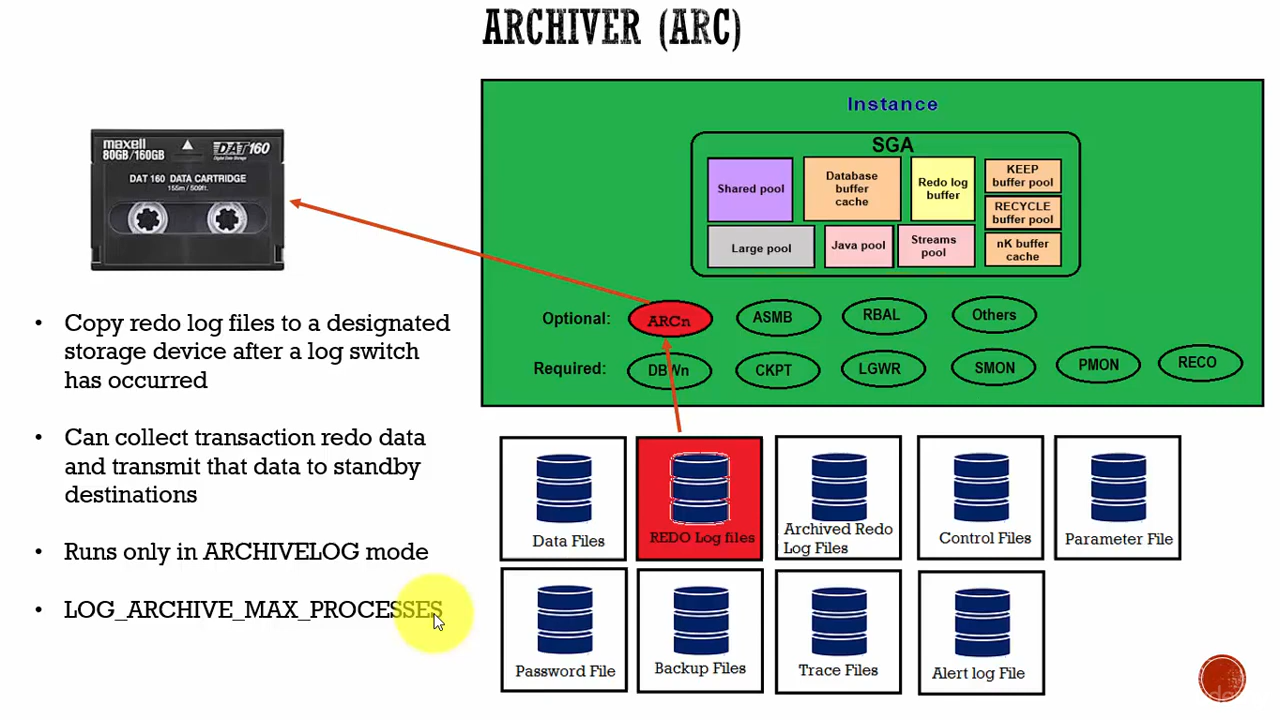 ARCHIVER (ARC)
Instance
SGA
Shared pool
Database
buffer
cache
Redo log
buffer
KEEP
buffer pool
RECYCLE
buffer pool
Large pool
Java pool
Streams
pool
nK buffer
cache
Optional:
ARCn
ASMB
RBAL
Others
Required:
DBWn
CKPT
LGWR
SMON
PMON
RECO
maxell
80GB/160GB
DAT160
Digital Data Storage
DAT 160 DATA CARTRIDGE
155m / 509ft.
• Copy redo log files to a designated
storage device after a log switch
has occurred
• Can collect transaction redo data
and transmit that data to standby
destinations
• Runs only in ARCHIVELOG mode
• LOG_ARCHIVE_MAX_PROCESSES
Data Files
REDO Log files
Archived Redo
Log Files
Control Files
Parameter File
Password File
Backup Files
Trace Files
Alert log File